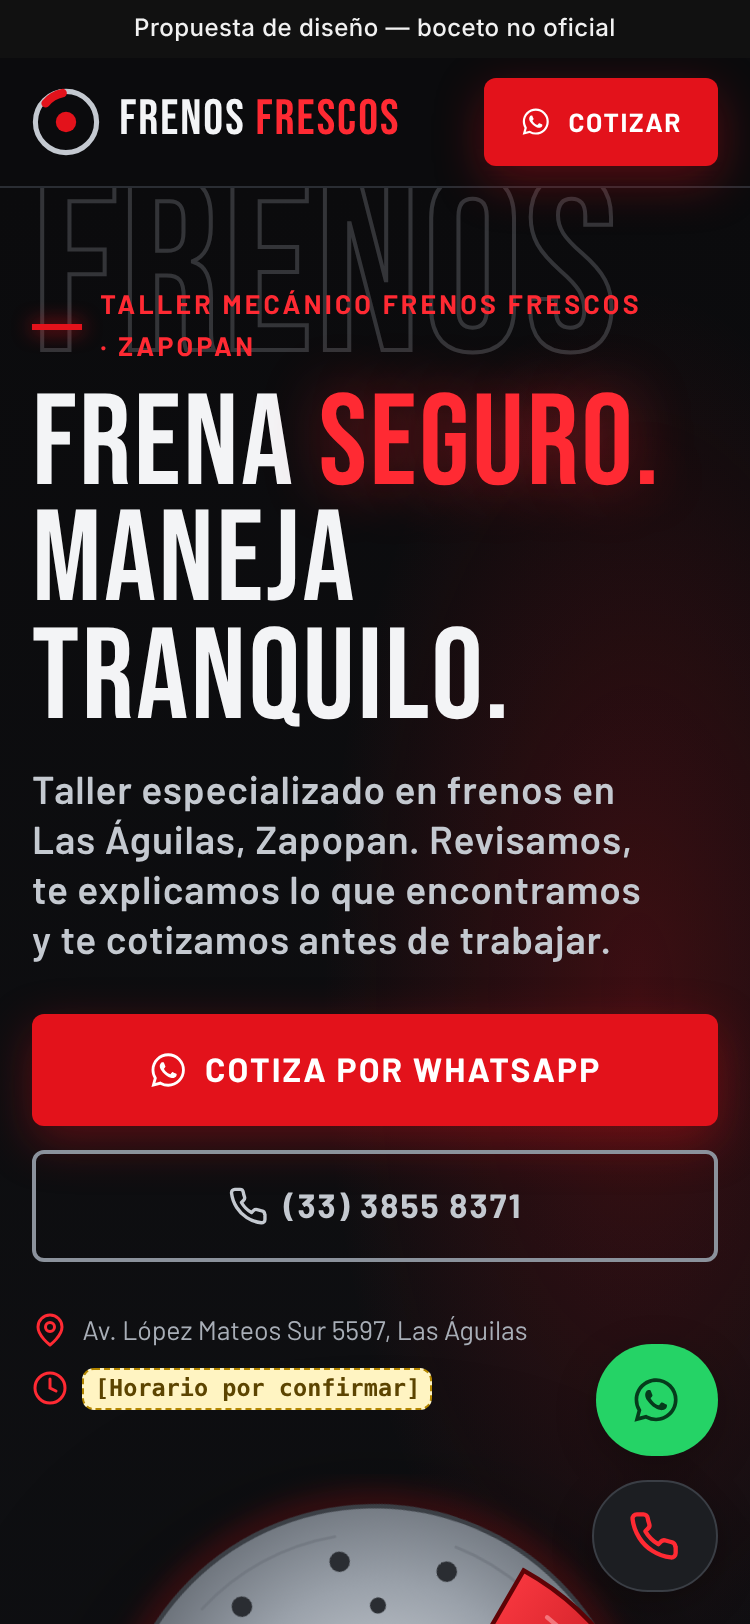 Propuesta de diseño — boceto no oficial
FRENOS FRESCOS
COTIZAR
FRENOS
TALLER MECÁNICO FRENOS FRESCOS
· ZAPOPAN
FRENA SEGURO.
MANEJA
TRANQUILO.
Taller especializado en frenos en
Las Águilas, Zapopan. Revisamos,
te explicamos lo que encontramos
y te cotizamos antes de trabajar.
COTIZA POR WHATSAPP
(33) 3855 8371
Av. López Mateos Sur 5597, Las Águilas
[Horario por confirmar]